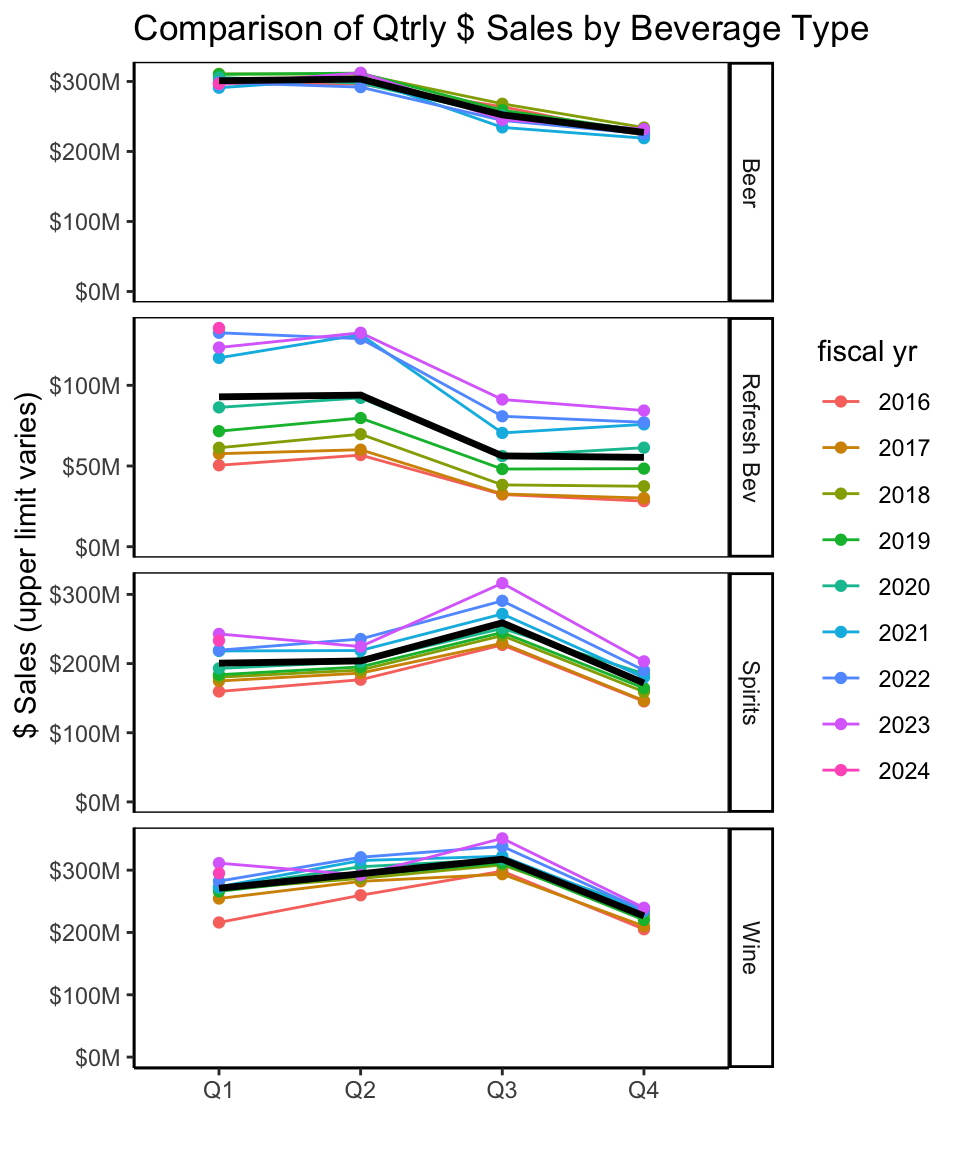 Comparison of Qtrly $ Sales by Beverage Type
$ Sales (upper limit varies)
$300M
$200M
$100M
$0M
Beer
$100M
$50M
$0M
Refresh Bev
$300M
$200M
$100M
$0M
Spirits
$300M
$200M
$100M
$0M
Wine
Q1 Q2 Q3 Q4
fiscal yr
2016
2017
2018
2019
2020
2021
2022
2023
2024